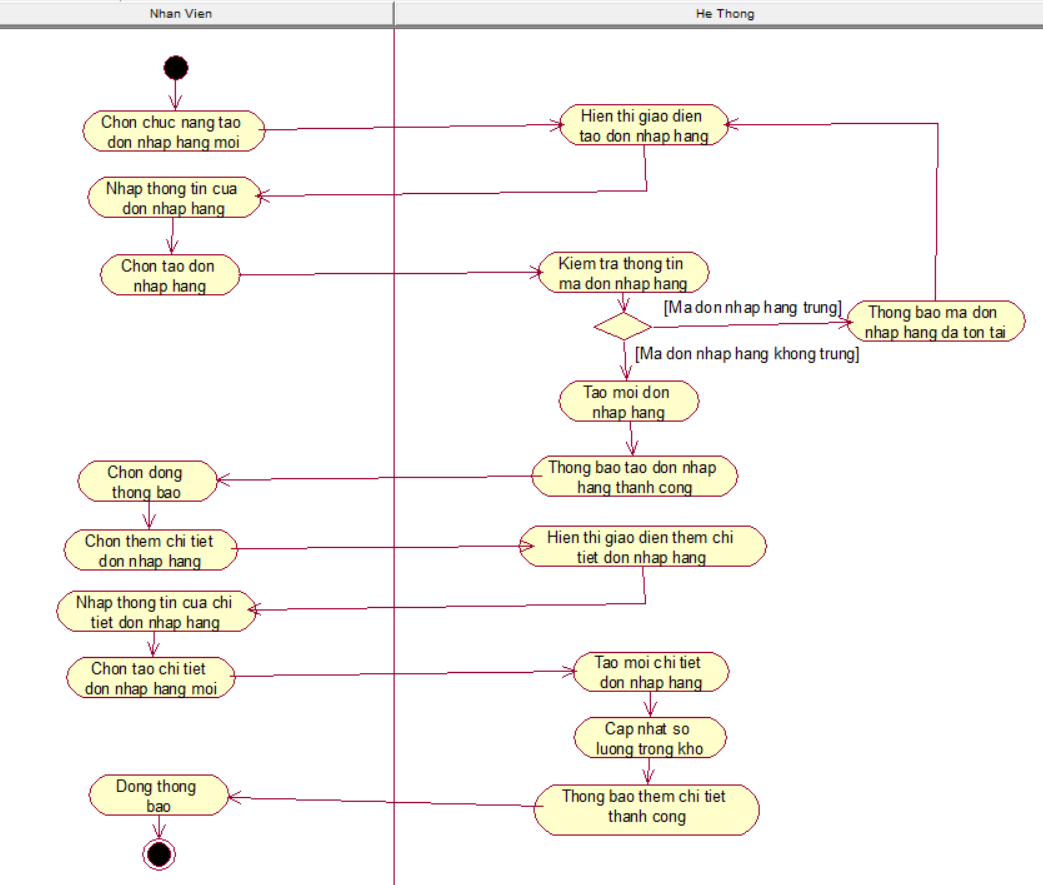 Nhan Vien
He Thong
Chon chuc nang tao
don nhap hang moi
Hien thi giao dien
tao don nhap hang
Nhap thong tin cua
don nhap hang
Chon tao don
nhap hang
Kiem tra thong tin
ma don nhap hang
[Ma don nhap hang trung]
Thong bao ma don
nhap hang da ton tai
[Ma don nhap hang khong trung]
Tao moi don
nhap hang
Thong bao tao don nhap
hang thanh cong
Chon dong
thong bao
Chon them chi tiet
don nhap hang
Hien thi giao dien them chi
tiet don nhap hang
Nhap thong tin cua chi
tiet don nhap hang
Chon tao chi tiet
don nhap hang moi
Tao moi chi tiet
don nhap hang
Cap nhat so
luong trong kho
Thong bao them chi tiet
thanh cong
Dong thong
bao